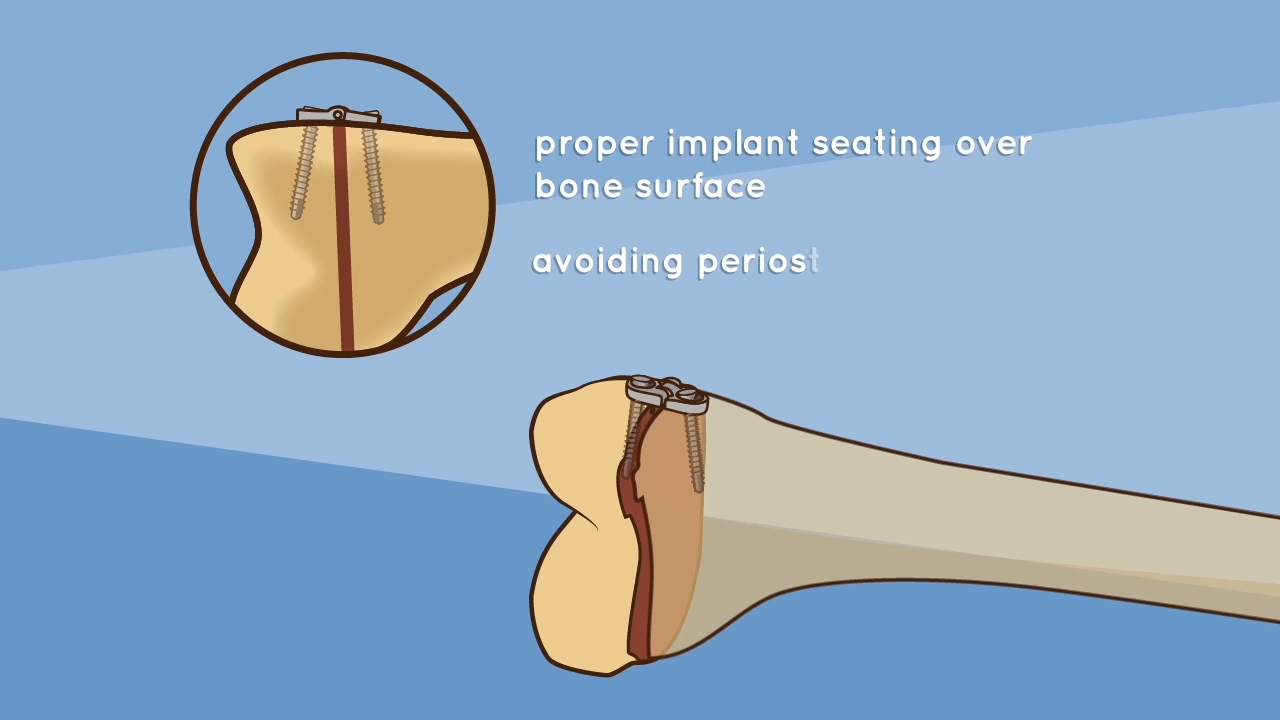 proper implant seating over
bone surface
avoiding periost